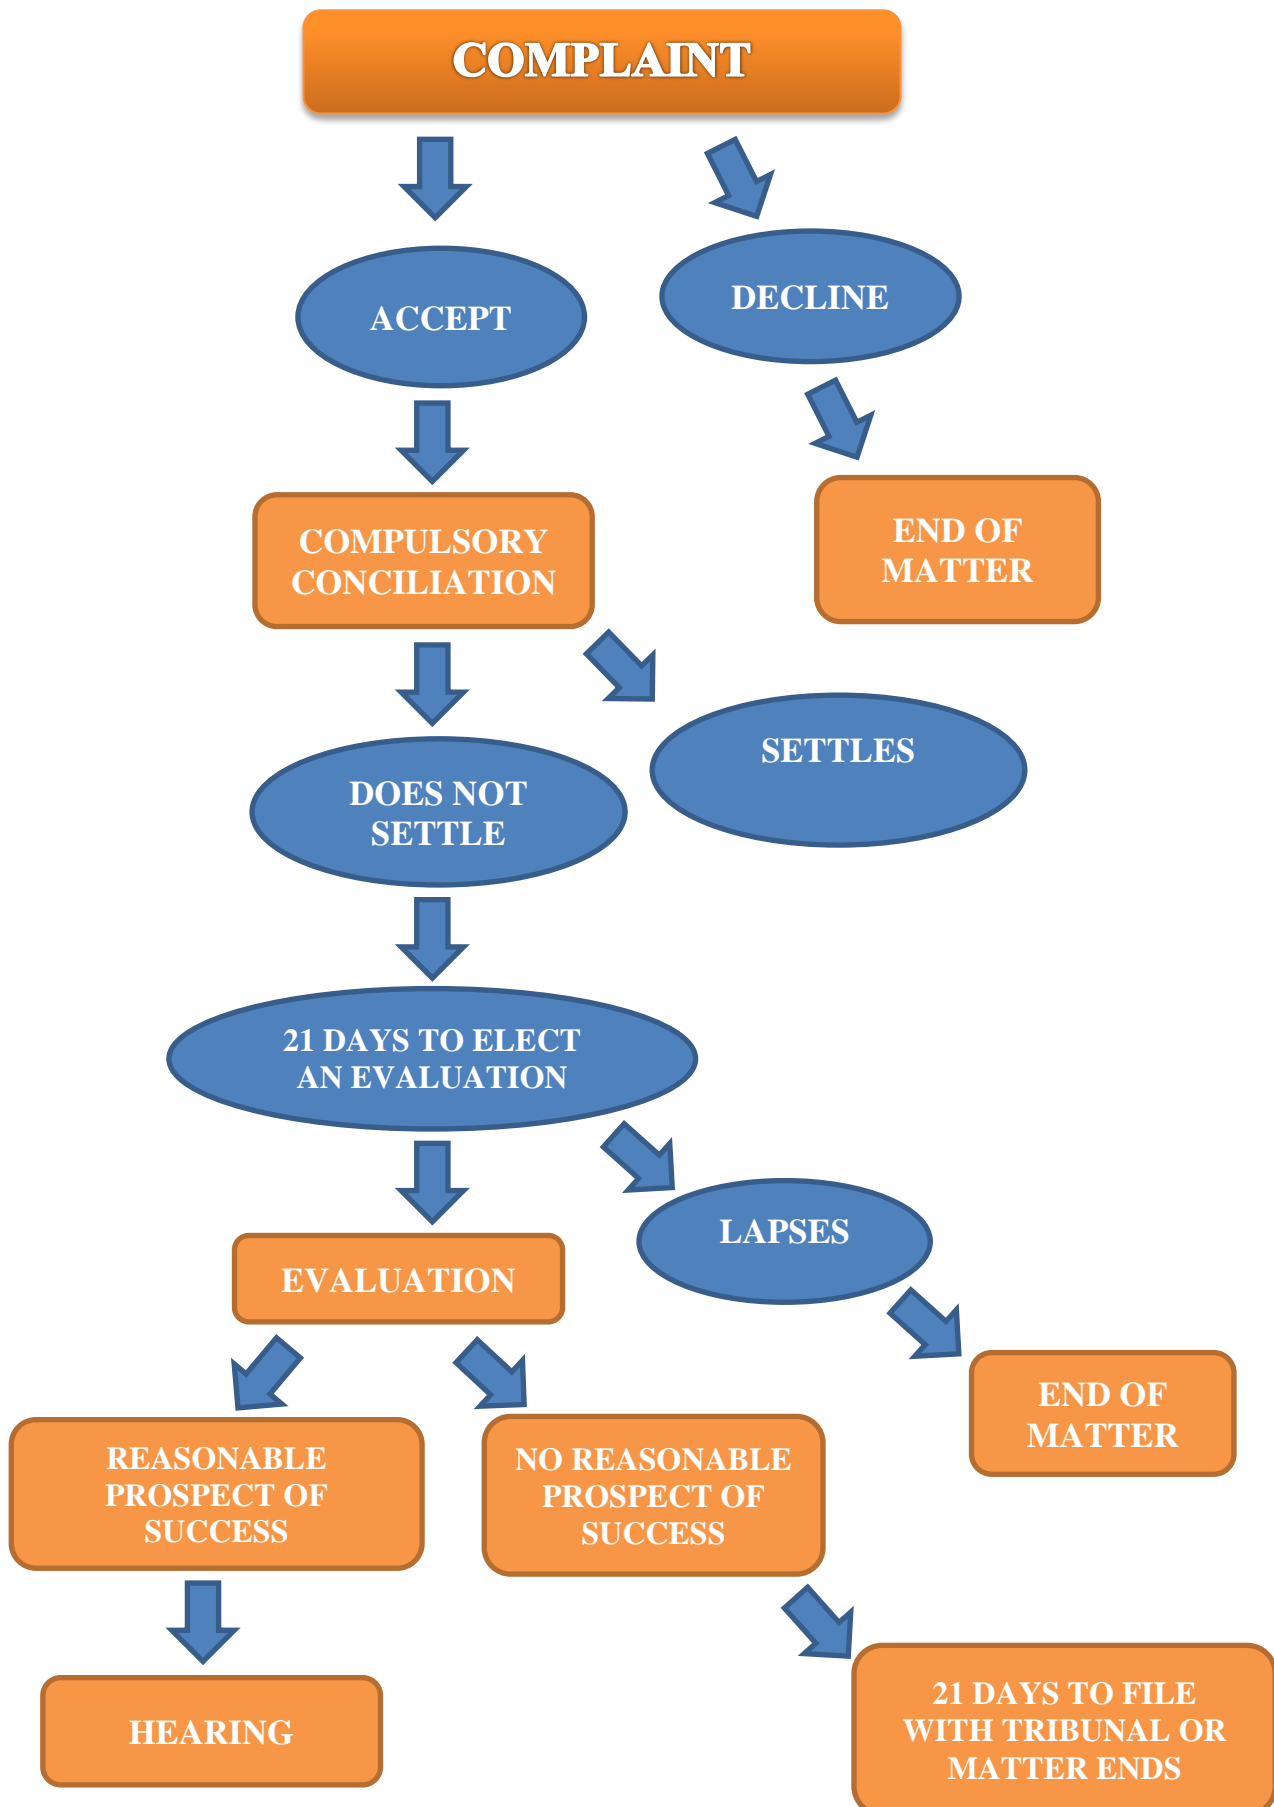 COMPLAINT
ACCEPT
DECLINE
COMPULSORY
CONCILIATION
END OF
MATTER
DOES NOT
SETTLE
SETTLES
21 DAYS TO ELECT
AN EVALUATION
EVALUATION
LAPSES
END OF
MATTER
REASONABLE
PROSPECT OF
SUCCESS
NO REASONABLE
PROSPECT OF
SUCCESS
HEARING
21 DAYS TO FILE
WITH TRIBUNAL OR
MATTER ENDS